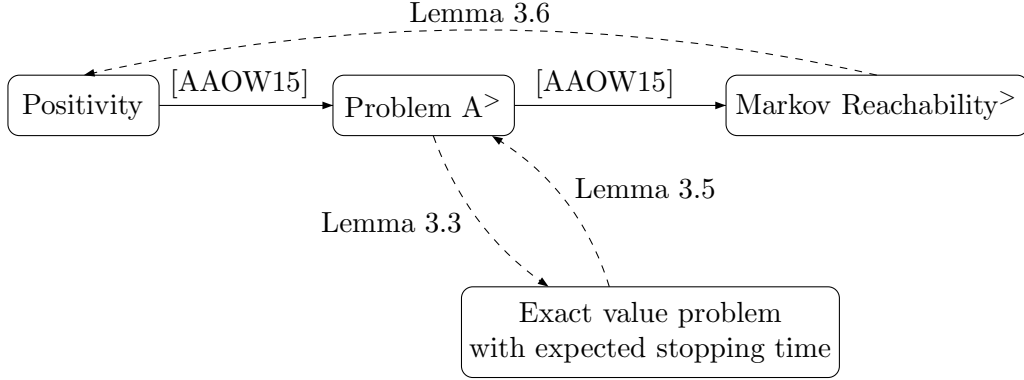 Lemma 3.6
[AAOW15]
[AAOW15]
Positivity
Problem A>
Markov Reachability>
Lemma 3.5
Lemma 3.3
Exact value problem
with expected stopping time